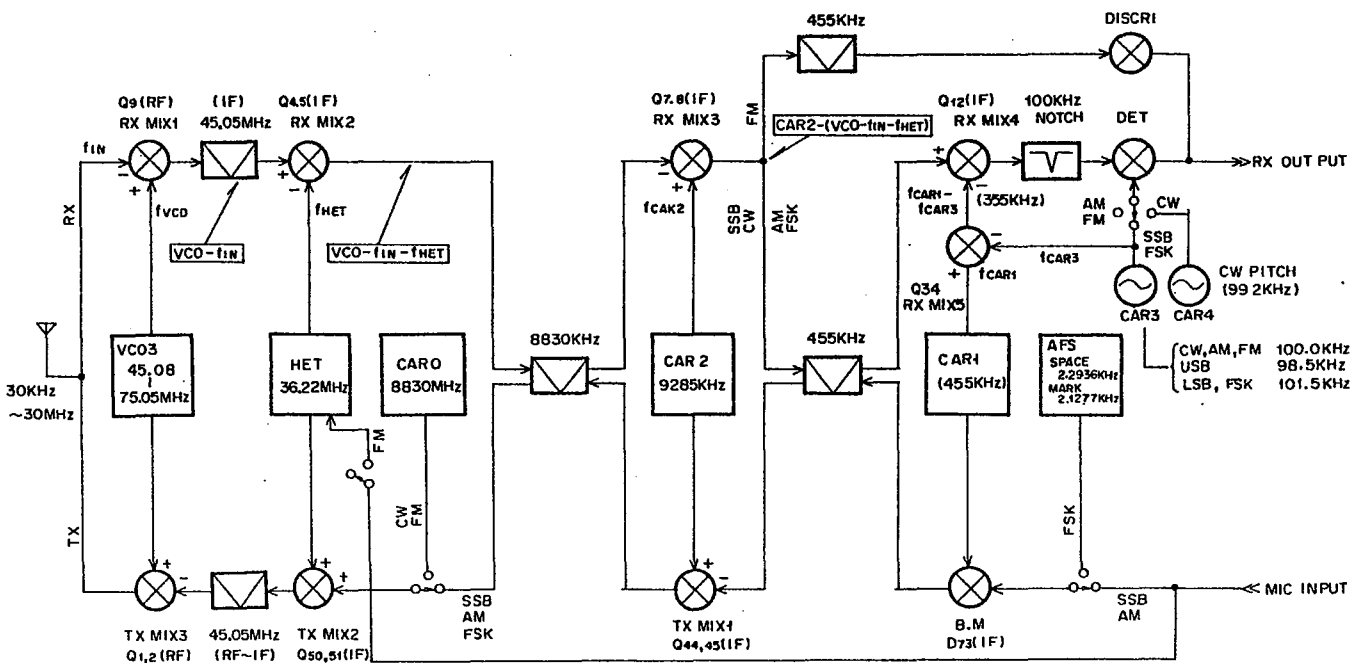 455KHz
DISCRI
Q9(RF)
RX MIX1
(IF)
45.05MHz
Q4.5(IF)
RX MIX2
Q7.8(IF)
RX MIX3
FM
CAR2-(VCO-fIN-fHET)
Q12(IF)
RX MIX4
100KHz
NOTCH
DET
fIN
-
+
+
-
-
+
+
-
RX OUT PUT
RX
fVCD
fHET
fCAK2
SSB
CW
AM
FSK
fCAR1-
fCAR3
(355KHz)
AM
FM
CW
SSB
FSK
VCO-fIN
VCO-fIN-fHET
-
+
fCAR1
fCAR3
Q34
RX MIX5
CW PITCH
(99.2KHz)
CAR3
CAR4
30KHz
~30MHz
VCO3
45.08
~
75.05MHz
HET
36.22MHz
CARO
8830MHz
8830KHz
CAR 2
9285KHz
455KHz
CAR1
(455KHz)
AFS
SPACE
2.2936KHz
MARK
2.1277KHz
CW,AM,FM 100.0KHz
USB 98.5KHz
LSB, FSK 101.5KHz
FM
CW
FM
FSK
TX
+
-
+
+
+
-
SSB
AM
FSK
SSB
AM
MIC INPUT
TX MIX3
Q1,2(RF)
45.05MHz
(RF~IF)
TX MIX2
Q50,51(IF)
TX MIX1
Q44,45(IF)
B.M
D73(IF)